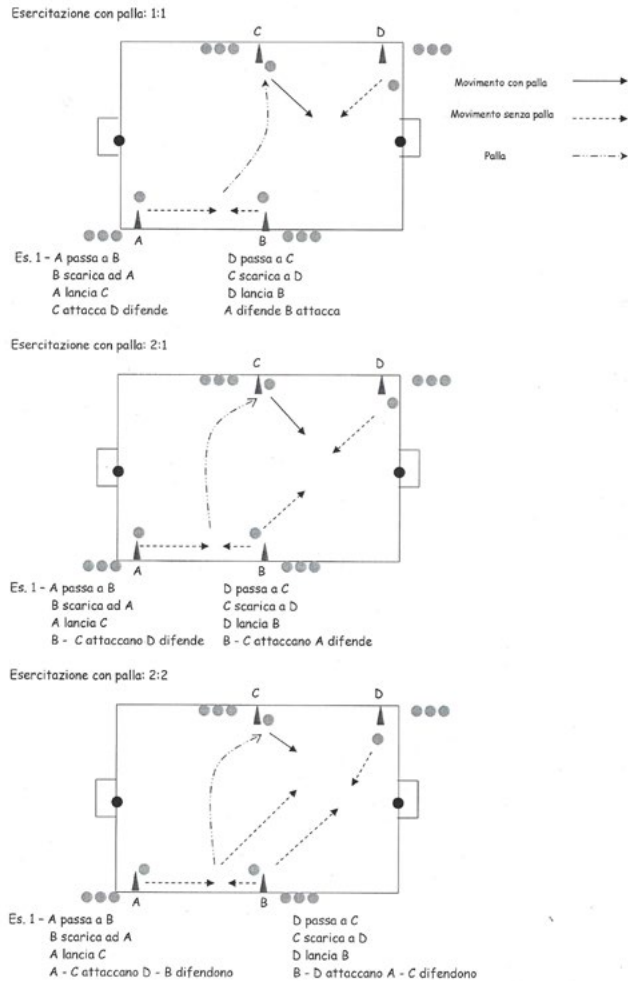 Esercitazione con palla: 1:1
C D
Movimento con palla
Movimento senza palla
Palla
A B
Es. 1 - A passa a B D passa a C
B scarica ad A C scarica a D
A lancia C D lancia B
C attacca D difende A difende B attacca
Esercitazione con palla: 2:1
C D
A B
Es. 1 - A passa a B D passa a C
B scarica ad A C scarica a D
A lancia C D lancia B
B - C attaccano D difende B - C attaccano A difende
Esercitazione con palla: 2:2
C D
A B
Es. 1 - A passa a B D passa a C
B scarica ad A C scarica a D
A lancia C D lancia B
A - C attaccano D - B difendono B - D attaccano A - C difendono